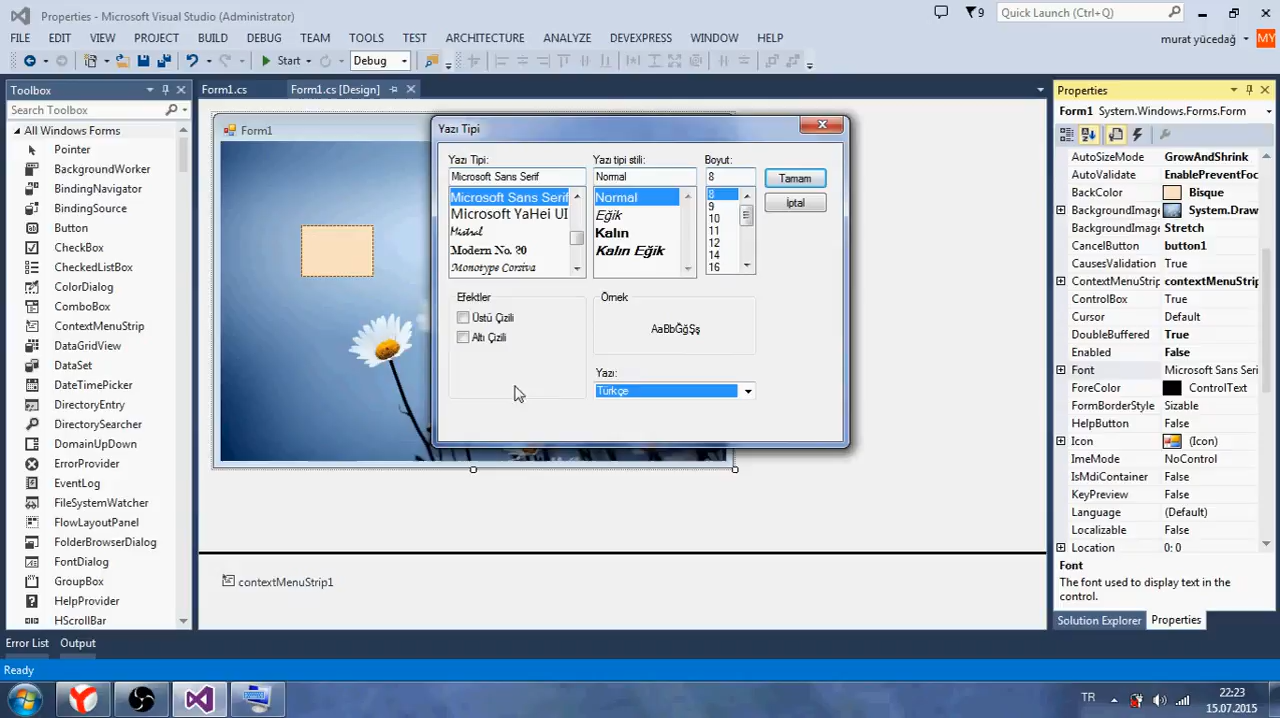 Properties - Microsoft Visual Studio (Administrator)
9
Quick Launch (Ctrl+Q)
FILE EDIT VIEW PROJECT BUILD DEBUG TEAM TOOLS TEST ARCHITECTURE ANALYZE DEVEXPRESS WINDOW HELP
murat yücedağ
MY
Start
Debug
Toolbox
Form1.cs
Form1.cs [Design]
Search Toolbox
All Windows Forms
Pointer
BackgroundWorker
BindingNavigator
BindingSource
Button
CheckBox
CheckedListBox
ColorDialog
ComboBox
ContextMenuStrip
DataGridView
DataSet
DateTimePicker
DirectoryEntry
DirectorySearcher
DomainUpDown
ErrorProvider
EventLog
FileSystemWatcher
FlowLayoutPanel
FolderBrowserDialog
FontDialog
GroupBox
HelpProvider
HScrollBar
Form1
Yazı Tipi
Yazı Tipi:
Microsoft Sans Serif
Microsoft Sans Serif
Microsoft YaHei UI
Mistral
Modern No. 20
Monotype Corsiva
Yazı tipi stili:
Normal
Normal
Eğik
Kalın
Kalın Eğik
Boyut:
8
8
9
10
11
12
14
16
Tamam
İptal
Efektler
Üstü Çizili
Altı Çizili
Örnek
AaBbĞğŞş
Yazı:
Türkçe
contextMenuStrip1
Properties
Form1 System.Windows.Forms.Form
AutoSizeMode GrowAndShrink
AutoValidate EnablePreventFoc
BackColor Bisque
BackgroundImage System.Draw
BackgroundImage Stretch
CancelButton button1
CausesValidation True
ContextMenuStrip contextMenuStrip
ControlBox True
Cursor Default
DoubleBuffered True
Enabled False
Font Microsoft Sans Seri
ForeColor ControlText
FormBorderStyle Sizable
HelpButton False
Icon (Icon)
ImeMode NoControl
IsMdiContainer False
KeyPreview False
Language (Default)
Localizable False
Location 0; 0
Font
The font used to display text in the
control.
Solution Explorer Properties
Error List Output
Ready
TR
22:23
15.07.2015